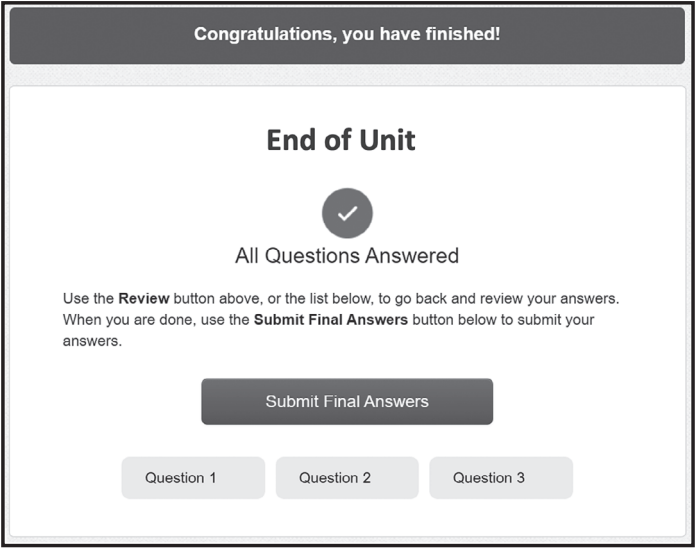 Congratulations, you have finished!
End of Unit
All Questions Answered
Use the Review button above, or the list below, to go back and review your answers.
When you are done, use the Submit Final Answers button below to submit your
answers.
Submit Final Answers
Question 1 Question 2 Question 3